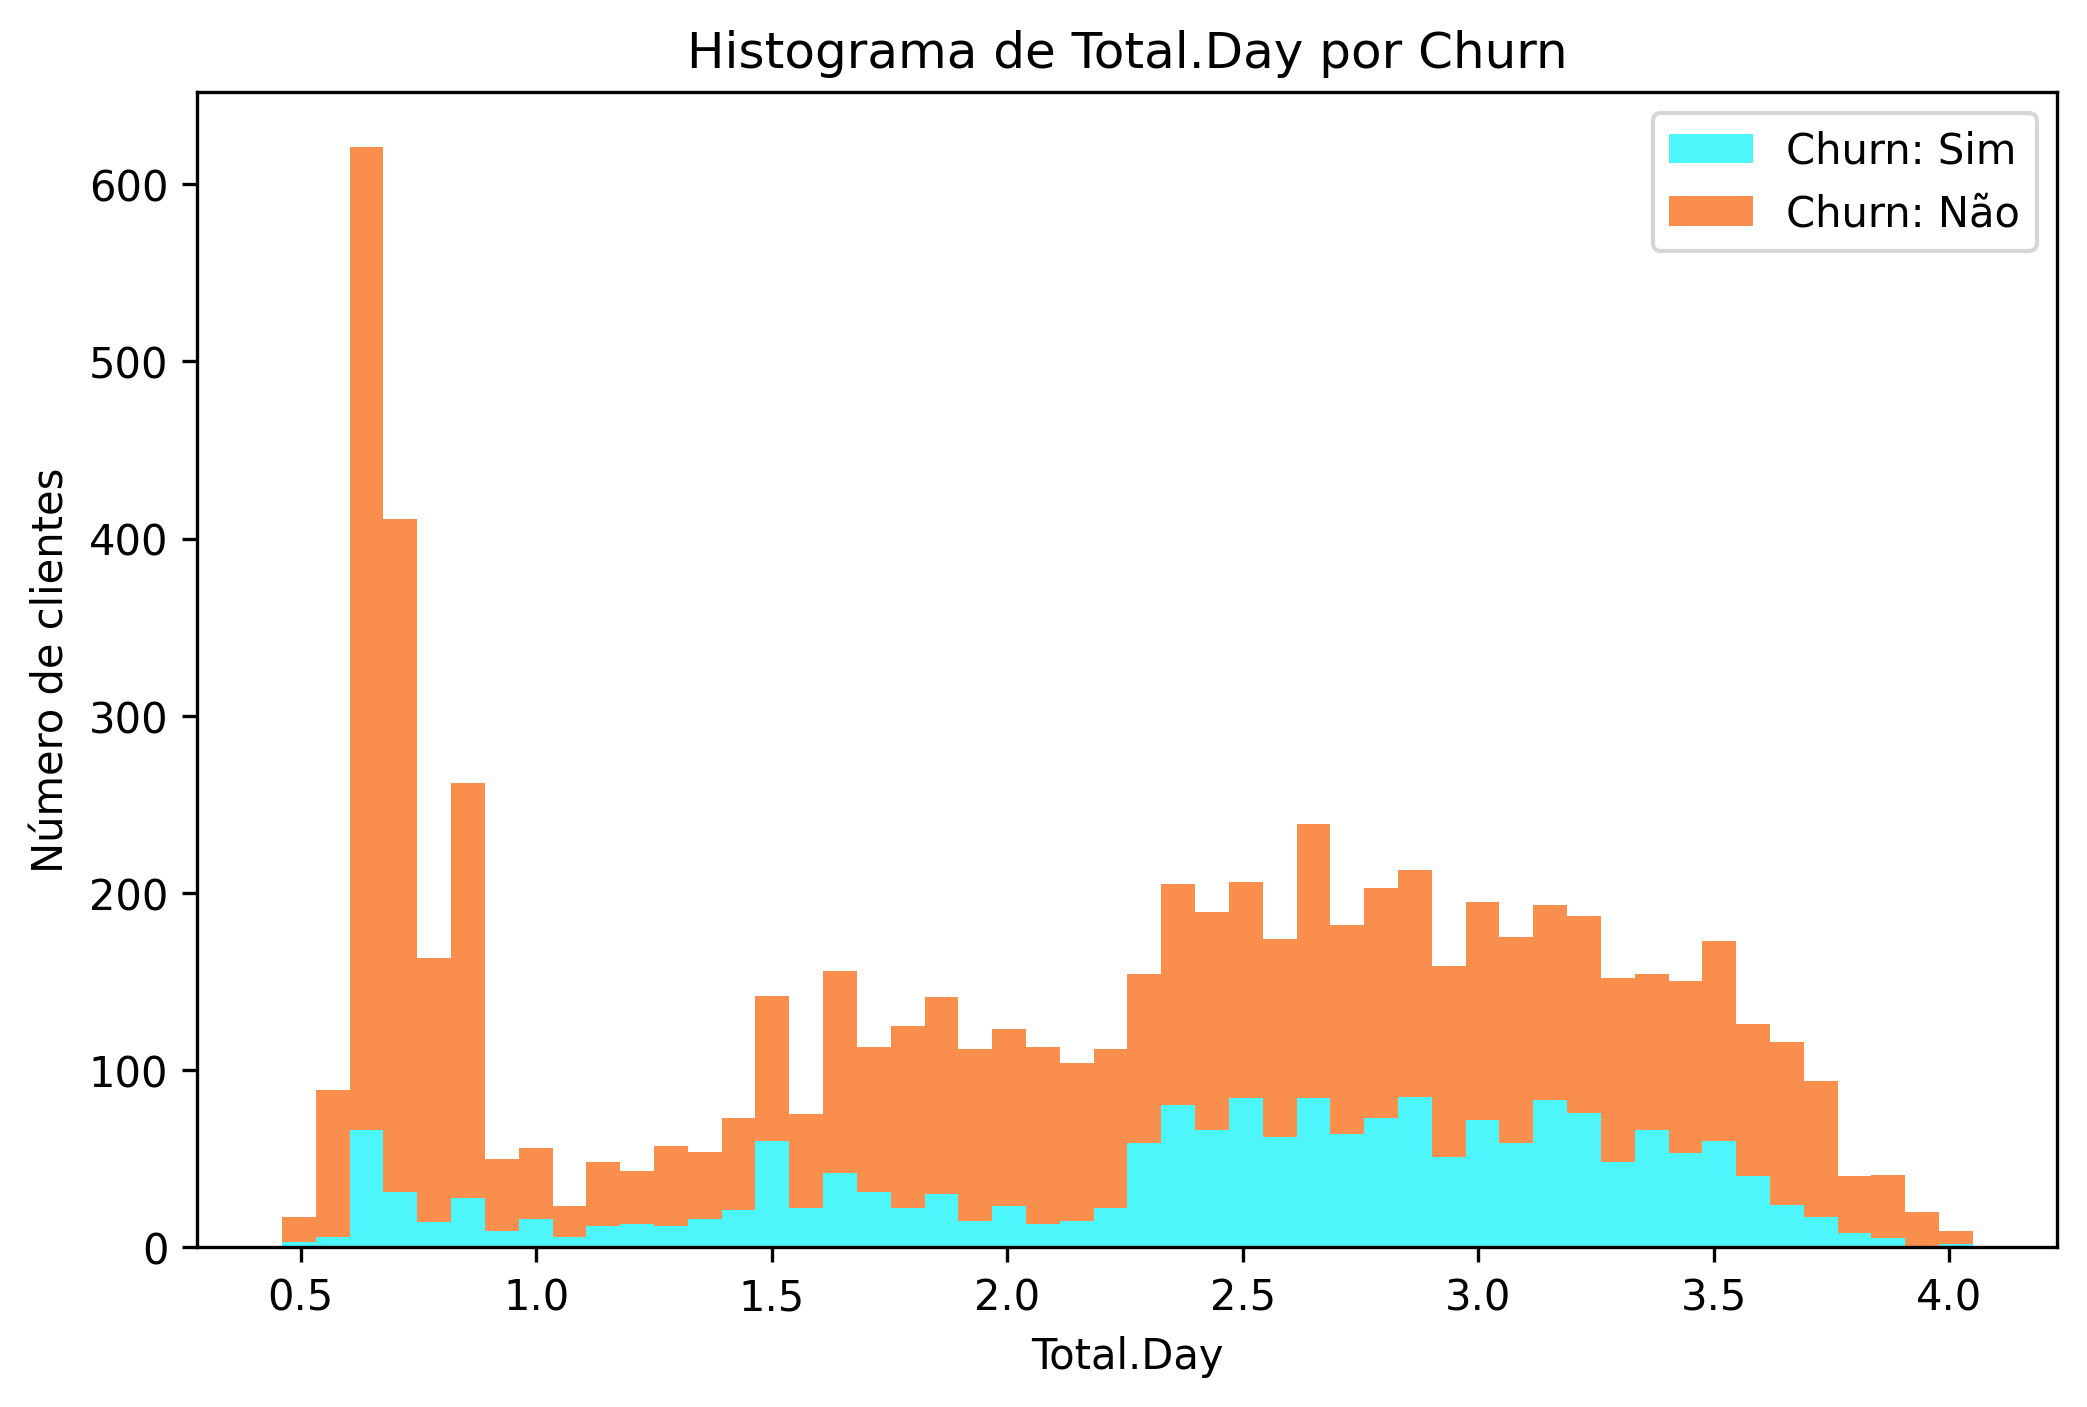 Histograma de Total.Day por Churn
Churn: Sim
Churn: Não
Número de clientes
600
500
400
300
200
100
0
0.5 1.0 1.5 2.0 2.5 3.0 3.5 4.0
Total.Day